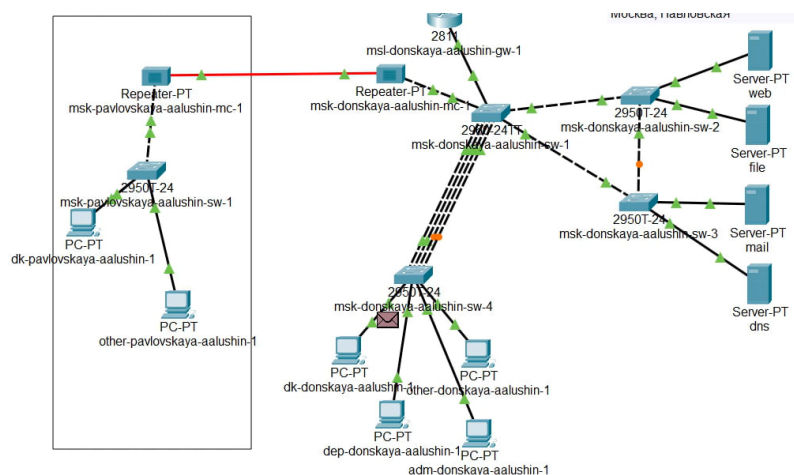 Москва, Павловская
2811
msl-donskaya-aalushin-gw-1
Repeater-PT
msk-pavlovskaya-aalushin-mc-1
Repeater-PT
msk-donskaya-aalushin-mc-1
2950-24TT
msk-donskaya-aalushin-sw-1
2950T-24
msk-donskaya-aalushin-sw-2
Server-PT
web
Server-PT
file
2950T-24
msk-pavlovskaya-aalushin-sw-1
2950T-24
msk-donskaya-aalushin-sw-3
Server-PT
mail
PC-PT
dk-pavlovskaya-aalushin-1
2950T-24
msk-donskaya-aalushin-sw-4
Server-PT
dns
PC-PT
other-pavlovskaya-aalushin-1
PC-PT
dk-donskaya-aalushin-1
PC-PT
other-donskaya-aalushin-1
PC-PT
dep-donskaya-aalushin-1
PC-PT
adm-donskaya-aalushin-1